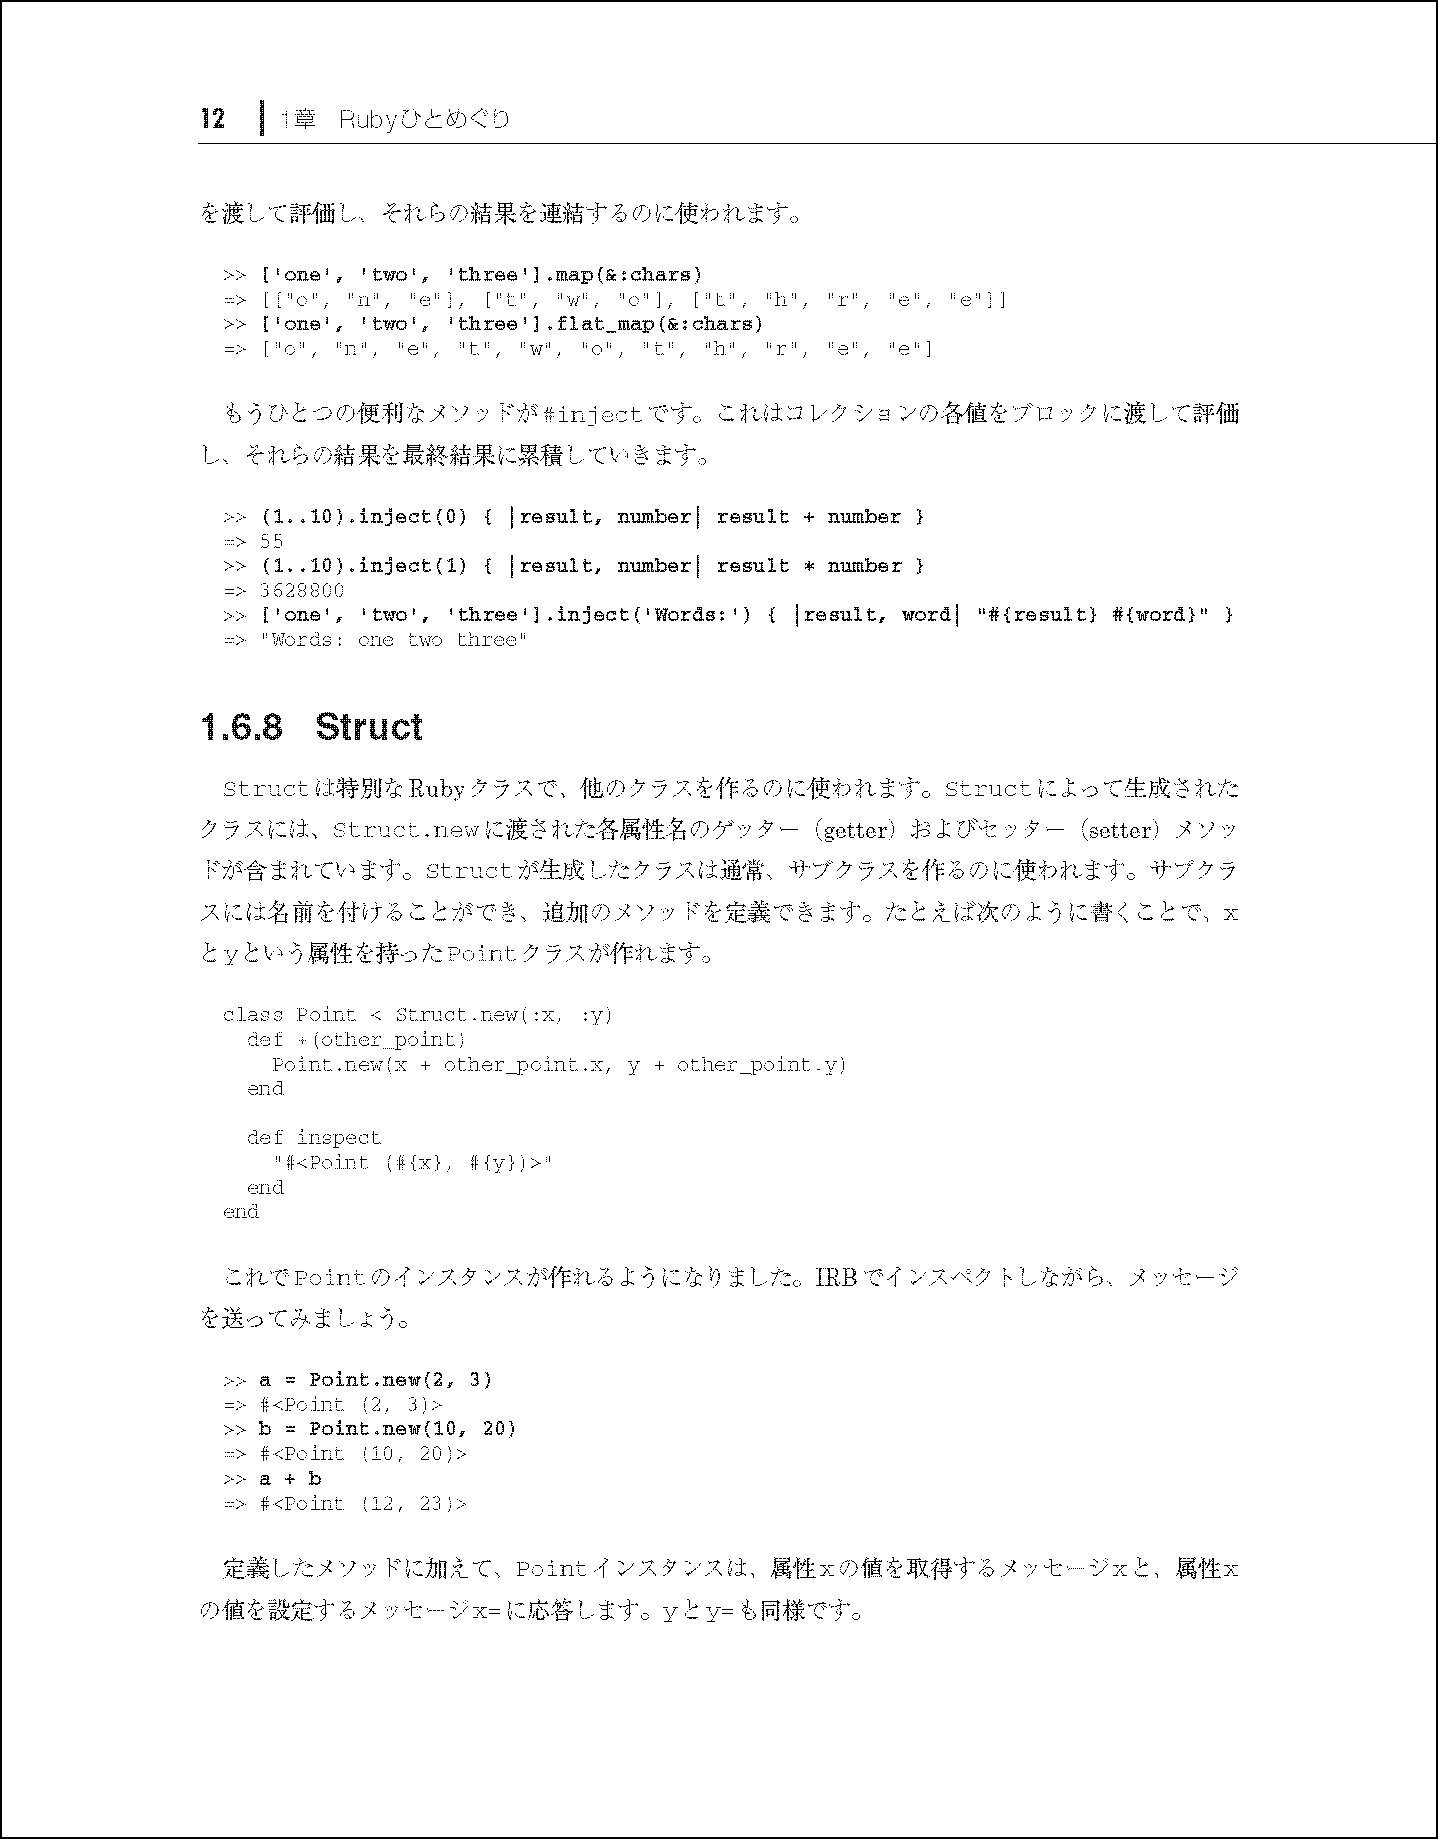 12 1章 Rubyひとめぐり
を渡して評価し、それらの結果を連結するのに使われます。
>> ['one', 'two', 'three'].map(&:chars)
=> [["o", "n", "e"], ["t", "w", "o"], ["t", "h", "r", "e", "e"]]
>> ['one', 'two', 'three'].flat_map(&:chars)
=> ["o", "n", "e", "t", "w", "o", "t", "h", "r", "e", "e"]
もうひとつの便利なメソッドが#injectです。これはコレクションの各値をブロックに渡して評価
し、それらの結果を最終結果に累積していきます。
>> (1..10).inject(0) { |result, number| result + number }
=> 55
>> (1..10).inject(1) { |result, number| result * number }
=> 3628800
>> ['one', 'two', 'three'].inject('Words:') { |result, word| "#{result} #{word}" }
=> "Words: one two three"
1.6.8 Struct
Structは特別なRubyクラスで、他のクラスを作るのに使われます。Structによって生成された
クラスには、Struct.newに渡された各属性名のゲッター（getter）およびセッター（setter）メソッ
ドが含まれています。Structが生成したクラスは通常、サブクラスを作るのに使われます。サブクラ
スには名前を付けることができ、追加のメソッドを定義できます。たとえば次のように書くことで、x
とyという属性を持ったPointクラスが作れます。
class Point < Struct.new(:x, :y)
  def +(other_point)
    Point.new(x + other_point.x, y + other_point.y)
  end
  def inspect
    "#<Point (#{x}, #{y})>"
  end
end
これでPointのインスタンスが作れるようになりました。IRBでインスペクトしながら、メッセージ
を送ってみましょう。
>> a = Point.new(2, 3)
=> #<Point (2, 3)>
>> b = Point.new(10, 20)
=> #<Point (10, 20)>
>> a + b
=> #<Point (12, 23)>
定義したメソッドに加えて、Pointインスタンスは、属性xの値を取得するメッセージxと、属性x
の値を設定するメッセージx=に応答します。yとy=も同様です。